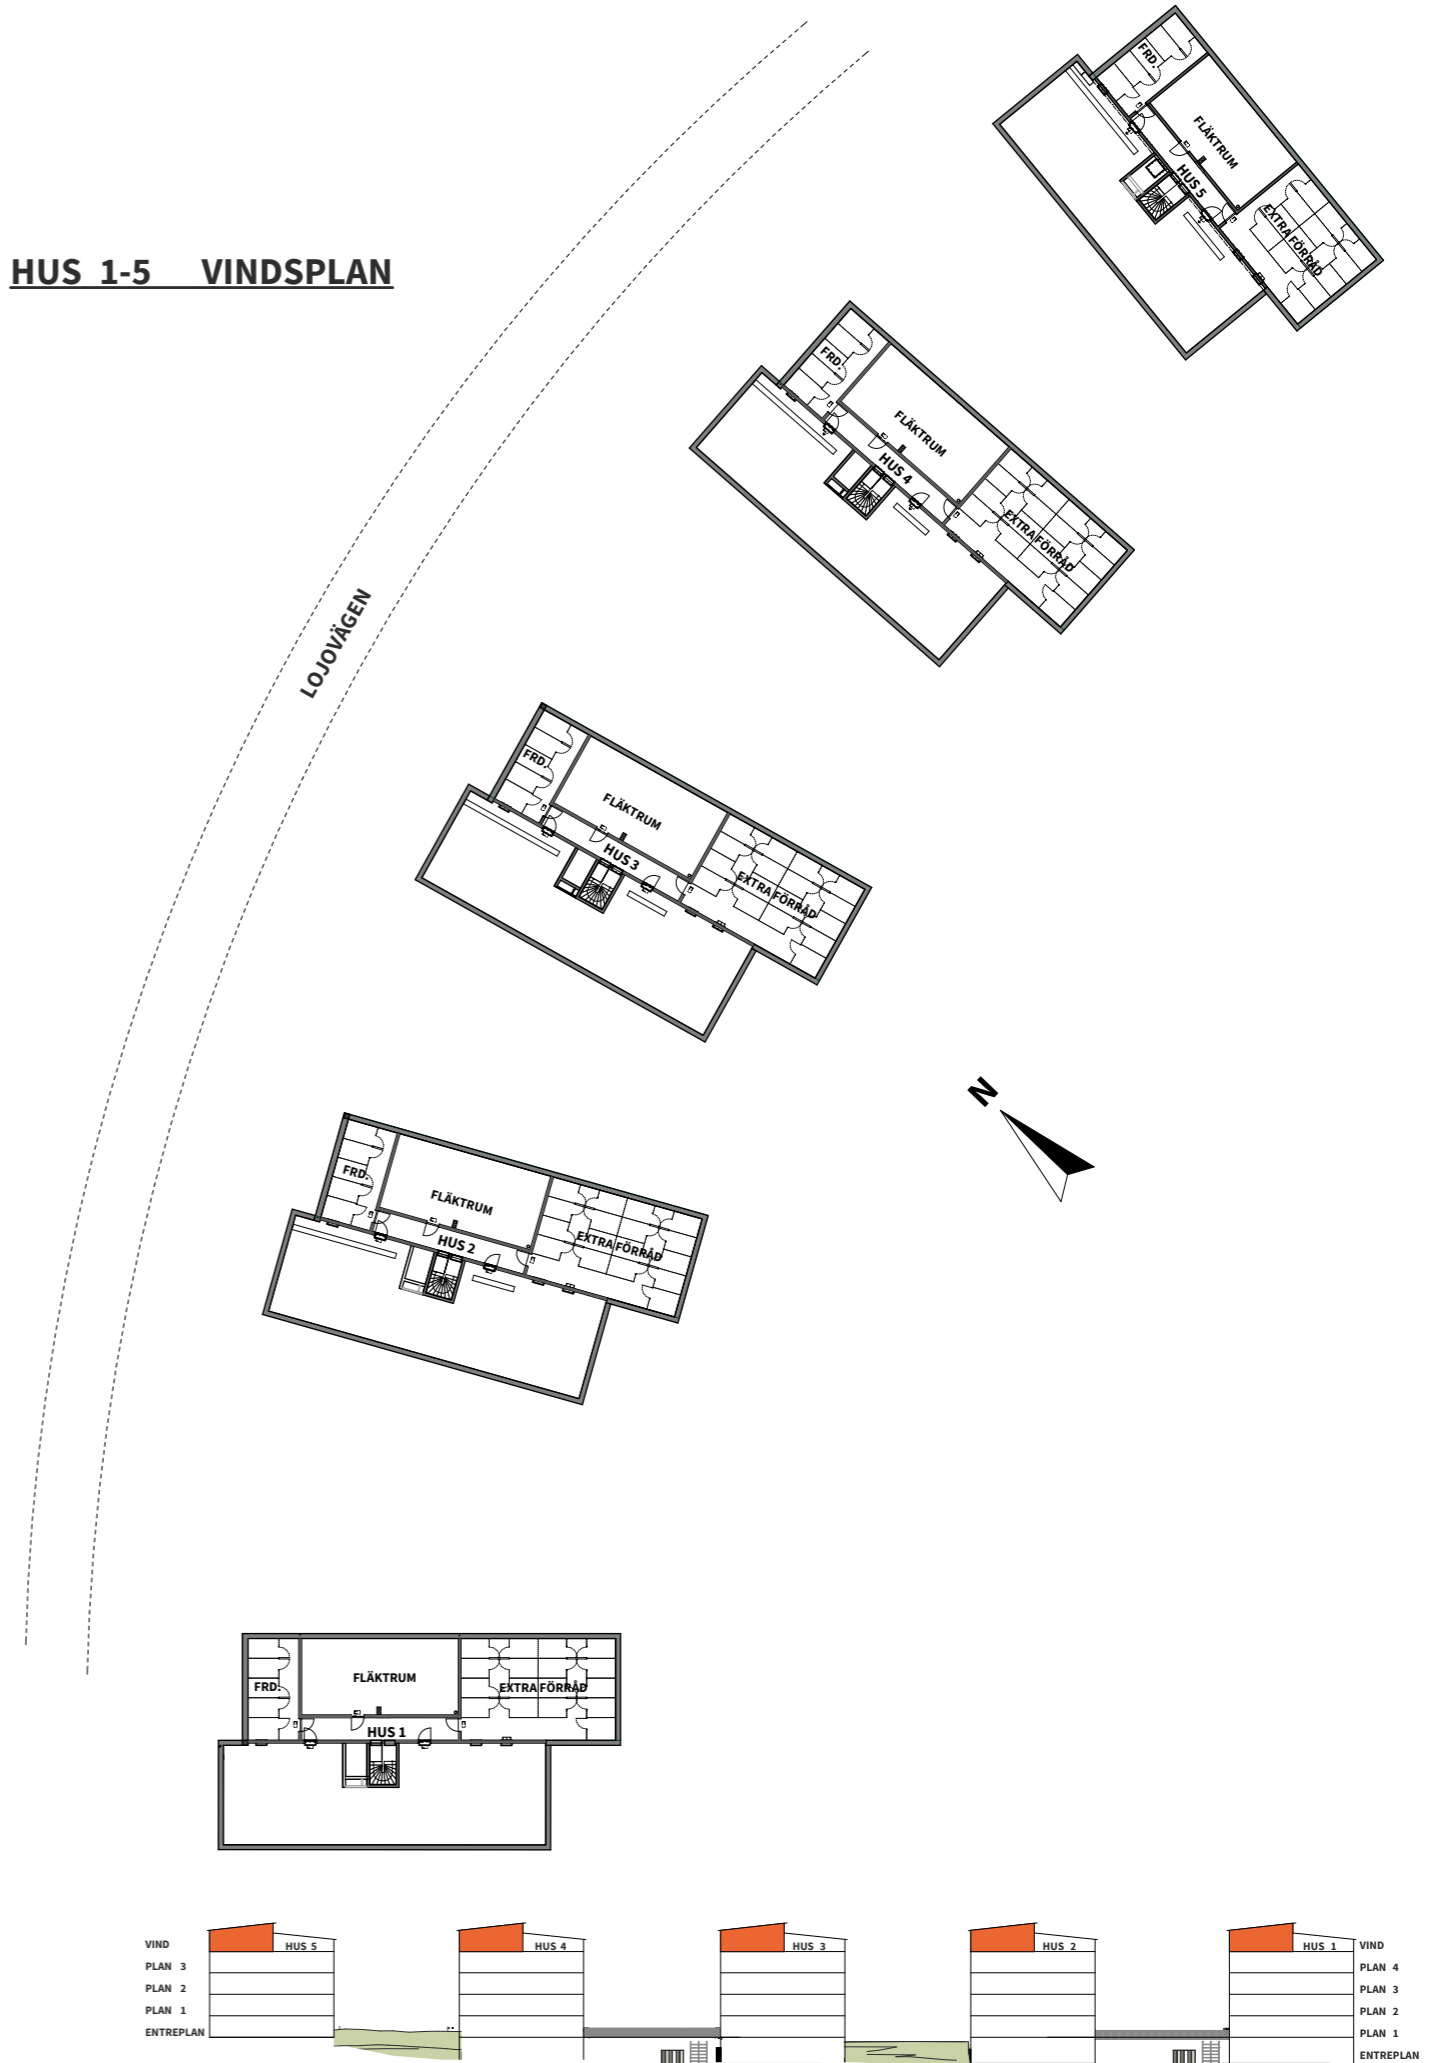 FRD.
FLÄKTRUM
HUS 5
EXTRA FÖRRÅD
HUS 1-5 VINDSPLAN
FRD.
FLÄKTRUM
HUS 4
EXTRA FÖRRÅD
LOJOVÄGEN
FRD.
FLÄKTRUM
HUS 3
EXTRA FÖRRÅD
N
FRD.
FLÄKTRUM
HUS 2
EXTRA FÖRRÅD
FRD.
FLÄKTRUM
EXTRA FÖRRÅD
HUS 1
VIND HUS 5 HUS 4 HUS 3 HUS 2 HUS 1 VIND
PLAN 3 PLAN 4
PLAN 2 PLAN 3
PLAN 1 PLAN 2
ENTREPLAN PLAN 1
ENTREPLAN